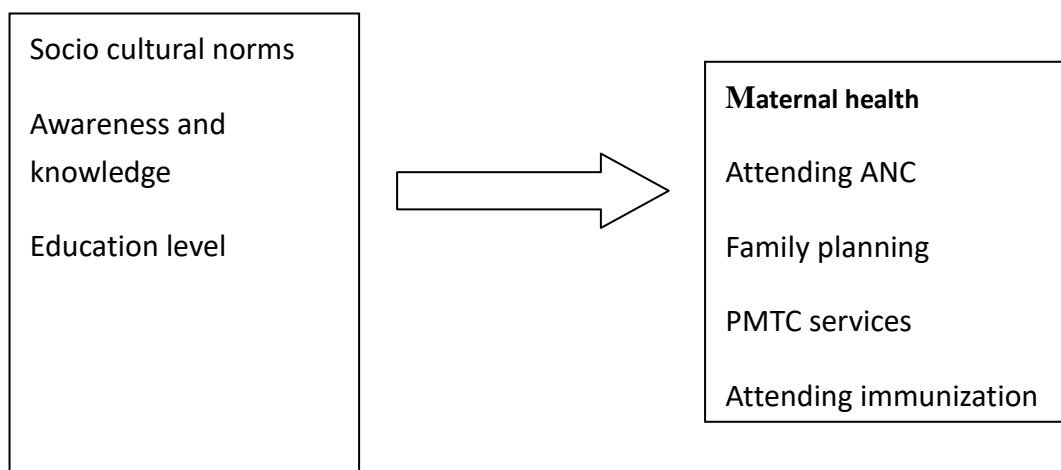 Socio cultural norms
Awareness and
knowledge
Education level
Maternal health
Attending ANC
Family planning
PMTC services
Attending immunization